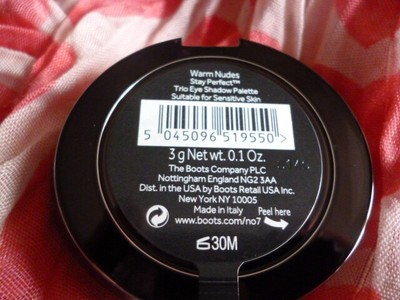 Warm Nudes
Stay Perfect™
Trio Eye Shadow Palette
Suitable for Sensitive Skin
5 045096 519550 >
3 g Net wt. 0.1 Oz.
The Boots Company PLC
Nottingham England NG2 3AA
Dist. in the USA by Boots Retail USA Inc.
New York NY 10005
Made in Italy
Peel here
www.boots.com/no7
30M